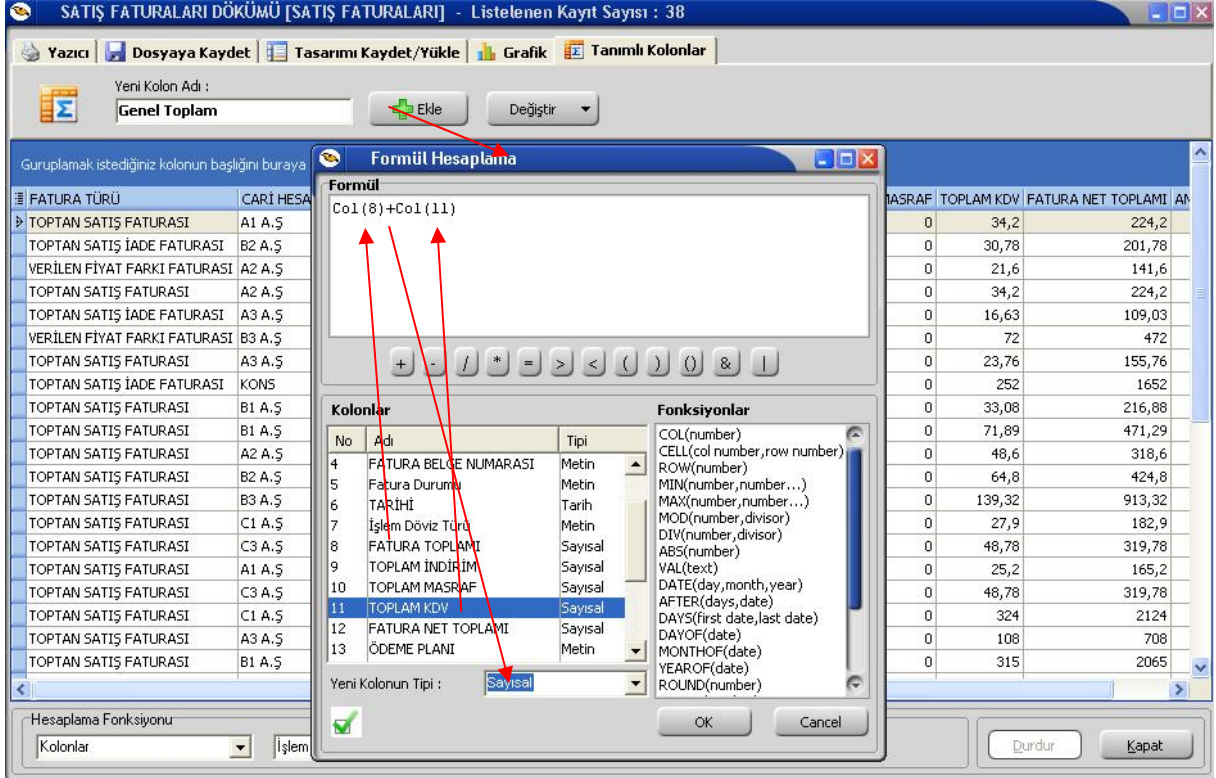 SATIŞ FATURALARI DÖKÜMÜ [SATIŞ FATURALARI] - Listelenen Kayıt Sayısı : 38
Yazıcı Dosyaya Kaydet Tasarımı Kaydet/Yükle Grafik Tanımlı Kolonlar
Yeni Kolon Adı :
Genel Toplam Ekle Değiştir
Guruplamak istediğiniz kolonun başlığını buraya
FATURA TÜRÜ CARİ HESA MASRAF TOPLAM KDV FATURA NET TOPLAMI
TOPTAN SATIŞ FATURASI A1 A.Ş 0 34,2 224,2
TOPTAN SATIŞ İADE FATURASI B2 A.Ş 0 30,78 201,78
VERİLEN FİYAT FARKI FATURASI A2 A.Ş 0 21,6 141,6
TOPTAN SATIŞ FATURASI A2 A.Ş 0 34,2 224,2
TOPTAN SATIŞ İADE FATURASI A3 A.Ş 0 16,63 109,03
VERİLEN FİYAT FARKI FATURASI B3 A.Ş 0 72 472
TOPTAN SATIŞ FATURASI A3 A.Ş 0 23,76 155,76
TOPTAN SATIŞ İADE FATURASI KONS 0 252 1652
TOPTAN SATIŞ FATURASI B1 A.Ş 0 33,08 216,88
TOPTAN SATIŞ FATURASI B1 A.Ş 0 71,89 471,29
TOPTAN SATIŞ FATURASI A2 A.Ş 0 48,6 318,6
TOPTAN SATIŞ FATURASI B2 A.Ş 0 64,8 424,8
TOPTAN SATIŞ FATURASI B3 A.Ş 0 139,32 913,32
TOPTAN SATIŞ FATURASI C1 A.Ş 0 27,9 182,9
TOPTAN SATIŞ FATURASI C3 A.Ş 0 48,78 319,78
TOPTAN SATIŞ FATURASI A1 A.Ş 0 25,2 165,2
TOPTAN SATIŞ FATURASI C3 A.Ş 0 48,78 319,78
TOPTAN SATIŞ FATURASI C1 A.Ş 0 324 2124
TOPTAN SATIŞ FATURASI A3 A.Ş 0 108 708
TOPTAN SATIŞ FATURASI B1 A.Ş 0 315 2065
Hesaplama Fonksiyonu
Kolonlar İşlem Durdur Kapat
Formül Hesaplama
Formül
Col(8)+Col(11)
+ - / * = > < ( ) () & |
Kolonlar
No Adı Tipi
4 FATURA BELGE NUMARASI Metin
5 Fatura Durumu Metin
6 TARİHİ Tarih
7 İşlem Döviz Türü Metin
8 FATURA TOPLAMI Sayısal
9 TOPLAM İNDİRİM Sayısal
10 TOPLAM MASRAF Sayısal
11 TOPLAM KDV Sayısal
12 FATURA NET TOPLAMI Sayısal
13 ÖDEME PLANI Metin
Yeni Kolonun Tipi : Sayısal
Fonksiyonlar
COL(number)
CELL(col number,row number)
ROW(number)
MIN(number,number...)
MAX(number,number...)
MOD(number,divisor)
DIV(number,divisor)
ABS(number)
VAL(text)
DATE(day,month,year)
AFTER(days,date)
DAYS(first date,last date)
DAYOF(date)
MONTHOF(date)
YEAROF(date)
ROUND(number)
OK Cancel